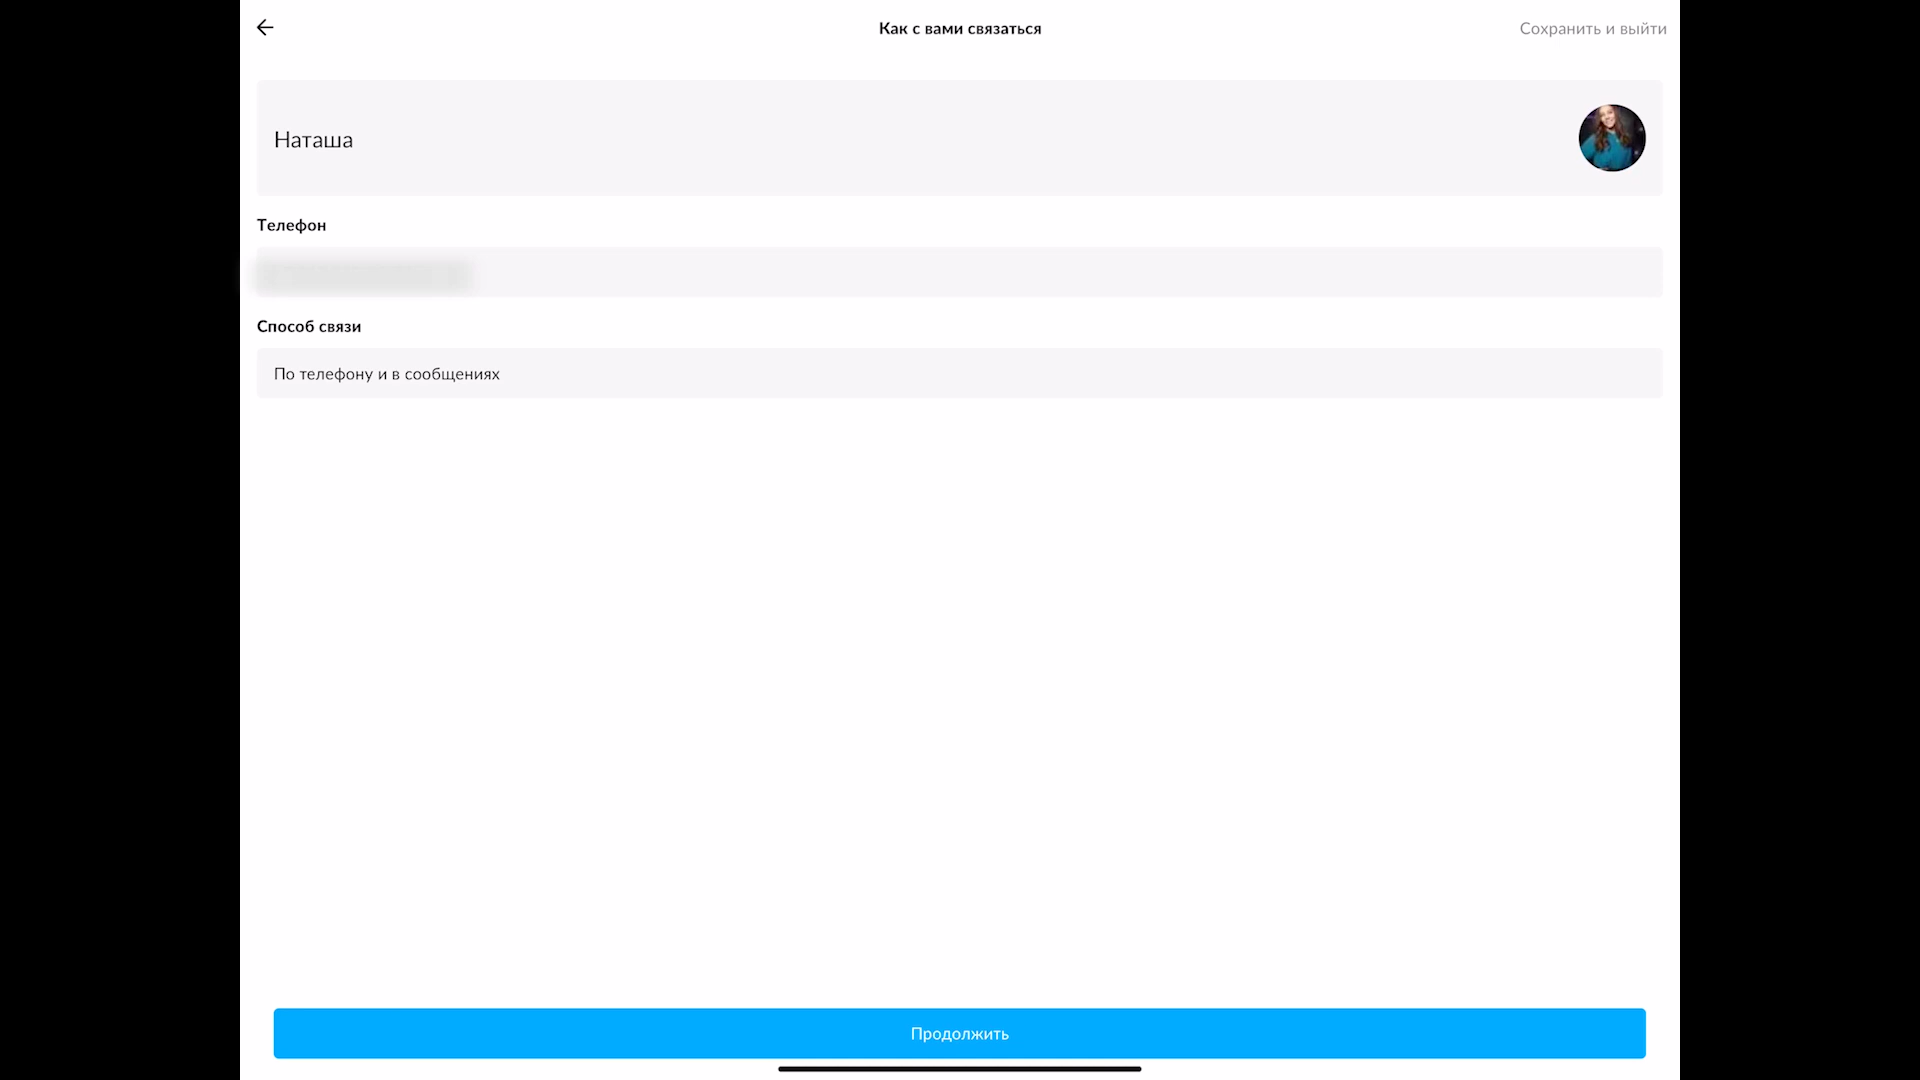 Как с вами связаться
Сохранить и выйти
Наташа
Телефон
Способ связи
По телефону и в сообщениях
Продолжить